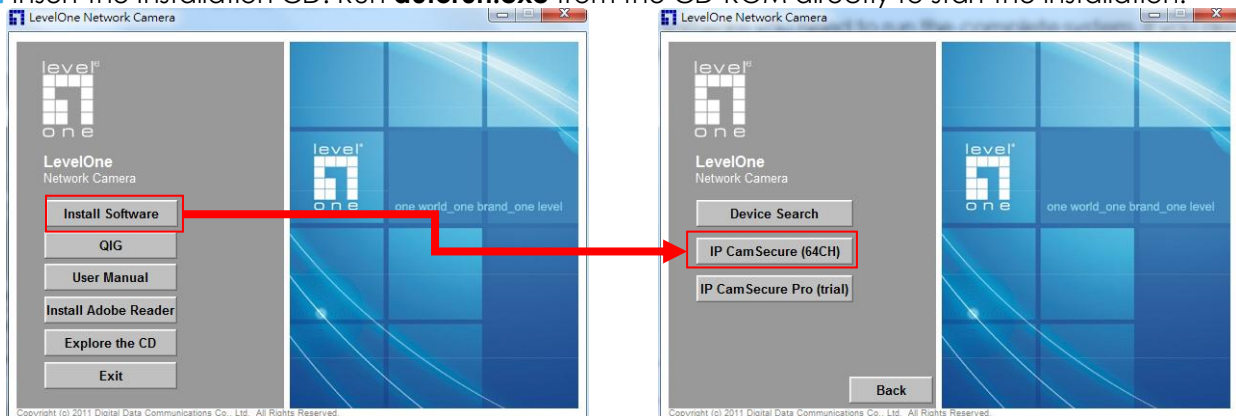 Insert the Installation CD. Run autorun.exe from the CD-ROM directly to start the installation.
LevelOne Network Camera
level
one
LevelOne
Network Camera
Install Software
QIG
User Manual
Install Adobe Reader
Explore the CD
Exit
level
one
one world_one brand_one level
Copyright (c) 2011 Digital Data Communications Co., Ltd. All Rights Reserved.
LevelOne Network Camera
level
one
LevelOne
Network Camera
Device Search
IP CamSecure (64CH)
IP CamSecure Pro (trial)
Back
level
one
one world_one brand_one level
Copyright (c) 2011 Digital Data Communications Co., Ltd. All Rights Reserved.